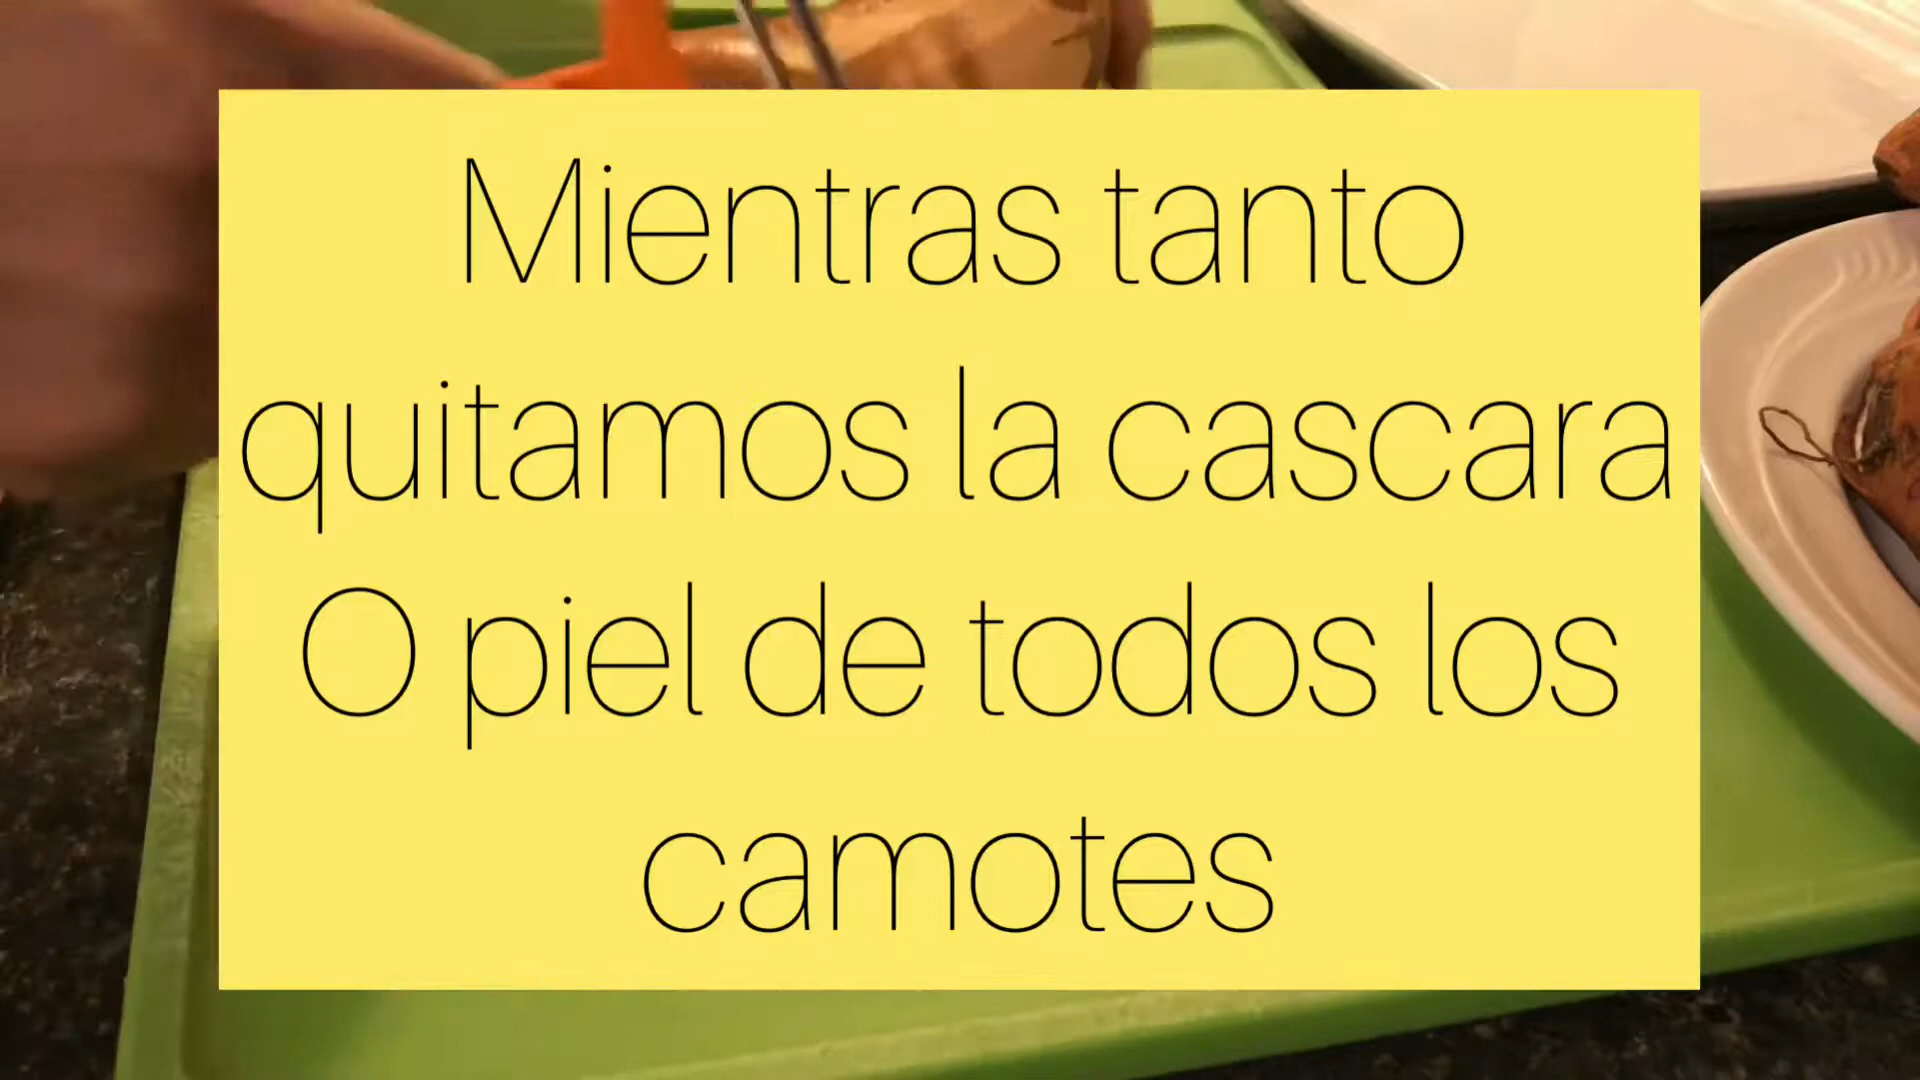 Mientras tanto
quitamos la cascara
O piel de todos los
camotes